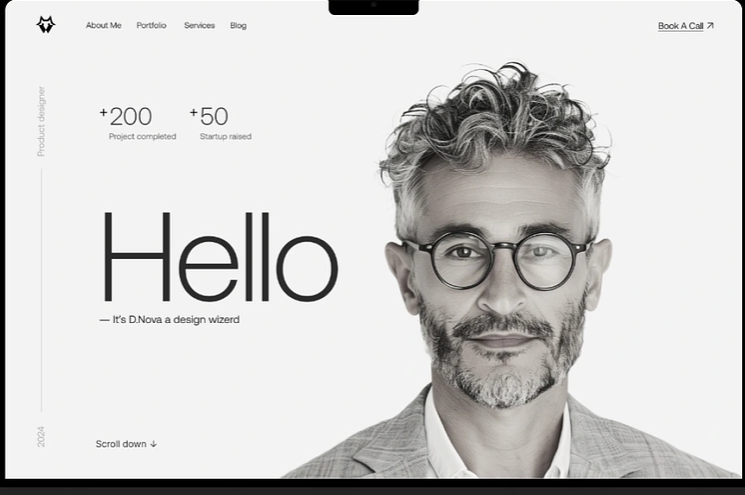 About Me Portfolio Services Blog
Book A Call
Product designer
+200 +50
Project completed Startup raised
Hello
— It's D.Nova a design wizerd
2024
Scroll down ↓